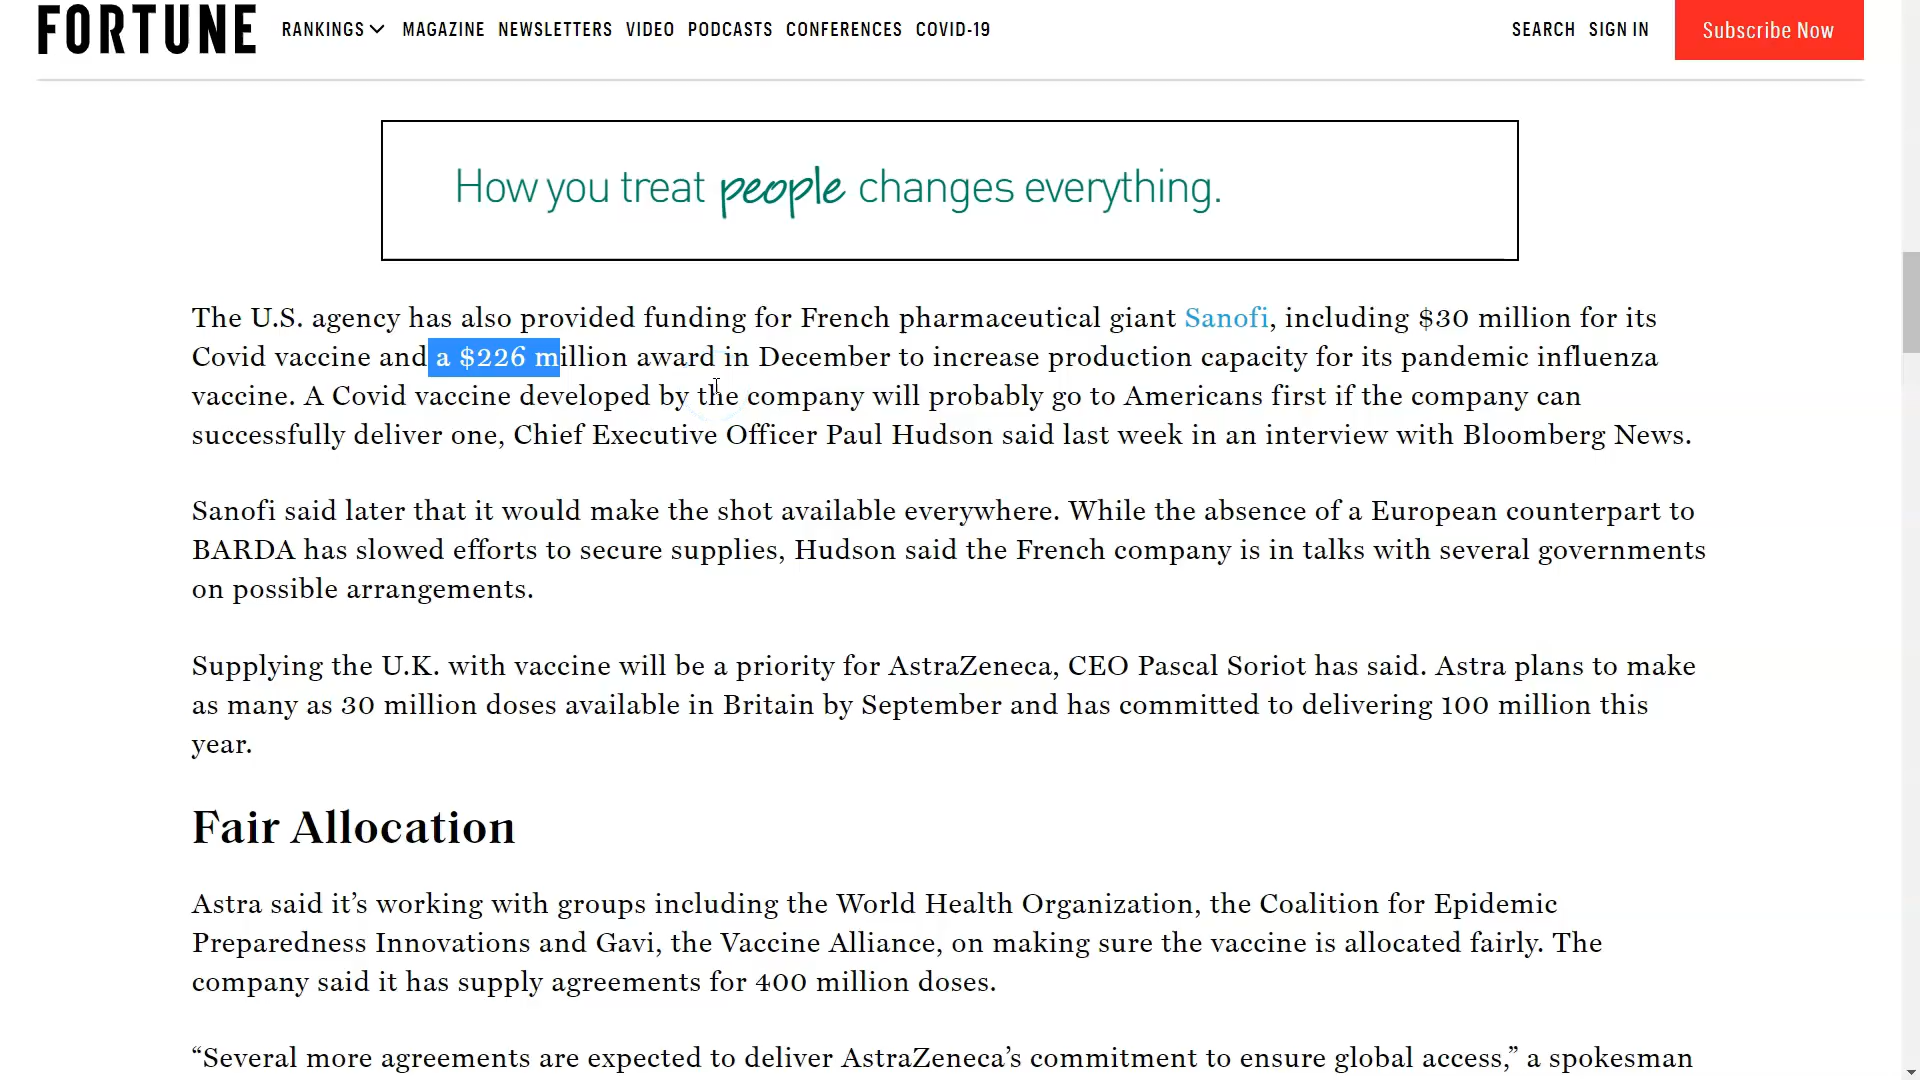 FORTUNE RANKINGS MAGAZINE NEWSLETTERS VIDEO PODCASTS CONFERENCES COVID-19 SEARCH SIGN IN Subscribe Now
How you treat people changes everything.
The U.S. agency has also provided funding for French pharmaceutical giant Sanofi, including $30 million for its
Covid vaccine and a $226 million award in December to increase production capacity for its pandemic influenza
vaccine. A Covid vaccine developed by the company will probably go to Americans first if the company can
successfully deliver one, Chief Executive Officer Paul Hudson said last week in an interview with Bloomberg News.
Sanofi said later that it would make the shot available everywhere. While the absence of a European counterpart to
BARDA has slowed efforts to secure supplies, Hudson said the French company is in talks with several governments
on possible arrangements.
Supplying the U.K. with vaccine will be a priority for AstraZeneca, CEO Pascal Soriot has said. Astra plans to make
as many as 30 million doses available in Britain by September and has committed to delivering 100 million this
year.
Fair Allocation
Astra said it’s working with groups including the World Health Organization, the Coalition for Epidemic
Preparedness Innovations and Gavi, the Vaccine Alliance, on making sure the vaccine is allocated fairly. The
company said it has supply agreements for 400 million doses.
“Several more agreements are expected to deliver AstraZeneca’s commitment to ensure global access,” a spokesman